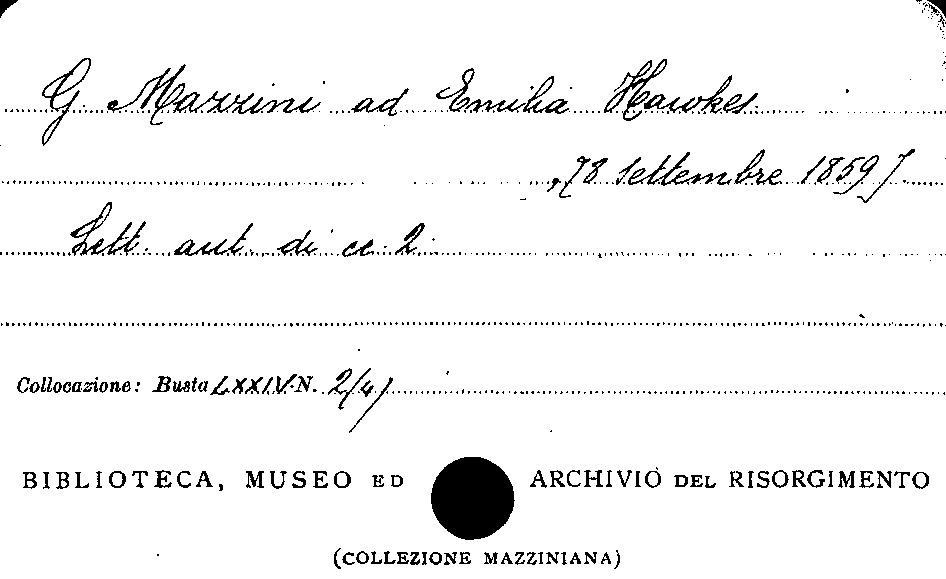 G. Mazzini ad Emilia Hawkes
[8 settembre 1859].
Lett. aut. di cc. 2.
Collocazione: Busta LXXIV N. 2/4)
BIBLIOTECA, MUSEO ED ARCHIVIO DEL RISORGIMENTO
(COLLEZIONE MAZZINIANA)